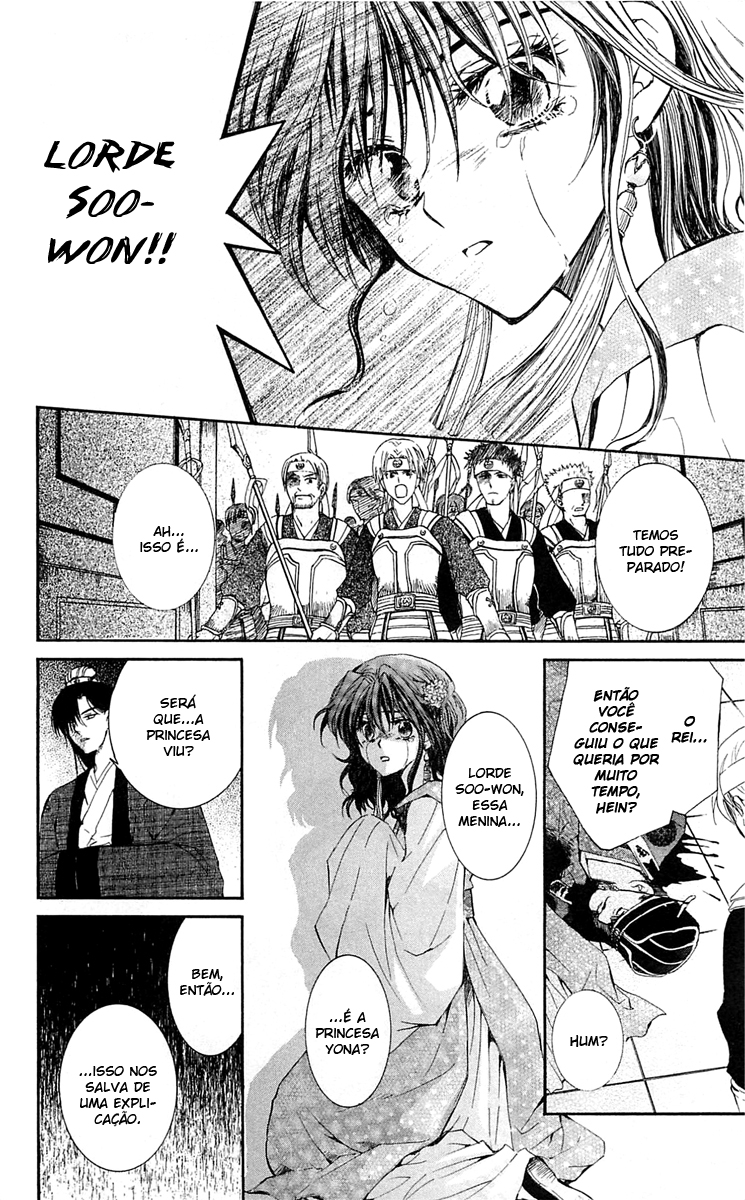 LORDE
SOO-
WON!!
TEMOS
TUDO PRE-
PARADO!
AH...
ISSO É...
O
REI...
ENTÃO
VOCÊ
CONSE-
GUIU O QUE
QUERIA POR
MUITO
TEMPO,
HEIN?
HUM?
LORDE
SOO-WON,
ESSA
MENINA...
...É A
PRINCESA
YONA?
SERÁ
QUE...A
PRINCESA
VIU?
BEM,
ENTÃO...
...ISSO NOS
SALVA DE
UMA EXPLI-
CAÇÃO.